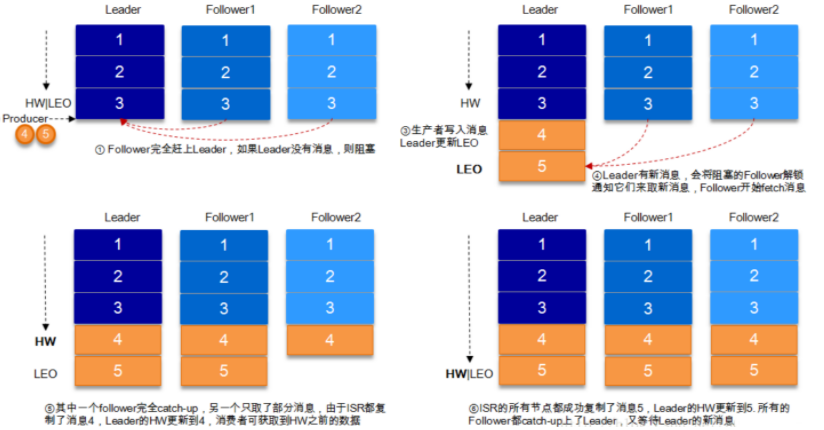 Leader Follower1 Follower2
1 1 1
2 2 2
HW|LEO 3 3 3
Producer
4 5
① Follower完全赶上Leader，如果Leader没有消息，则阻塞
Leader Follower1 Follower2
1 1 1
2 2 2
HW 3 3 3
③生产者写入消息
Leader更新LEO
4
LEO 5
④Leader有新消息，会将阻塞的Follower解锁
通知它们来取新消息，Follower开始fetch消息
Leader Follower1 Follower2
1 1 1
2 2 2
3 3 3
HW 4 4 4
LEO 5 5
⑤其中一个follower完全catch-up，另一个只取了部分消息，由于ISR都复
制了消息4，Leader的HW更新到4，消费者可获取到HW之前的数据
Leader Follower1 Follower2
1 1 1
2 2 2
3 3 3
4 4 4
HW|LEO 5 5 5
⑥ISR的所有节点都成功复制了消息5，Leader的HW更新到5. 所有的
Follower都catch-up上了Leader，又等待Leader的新消息